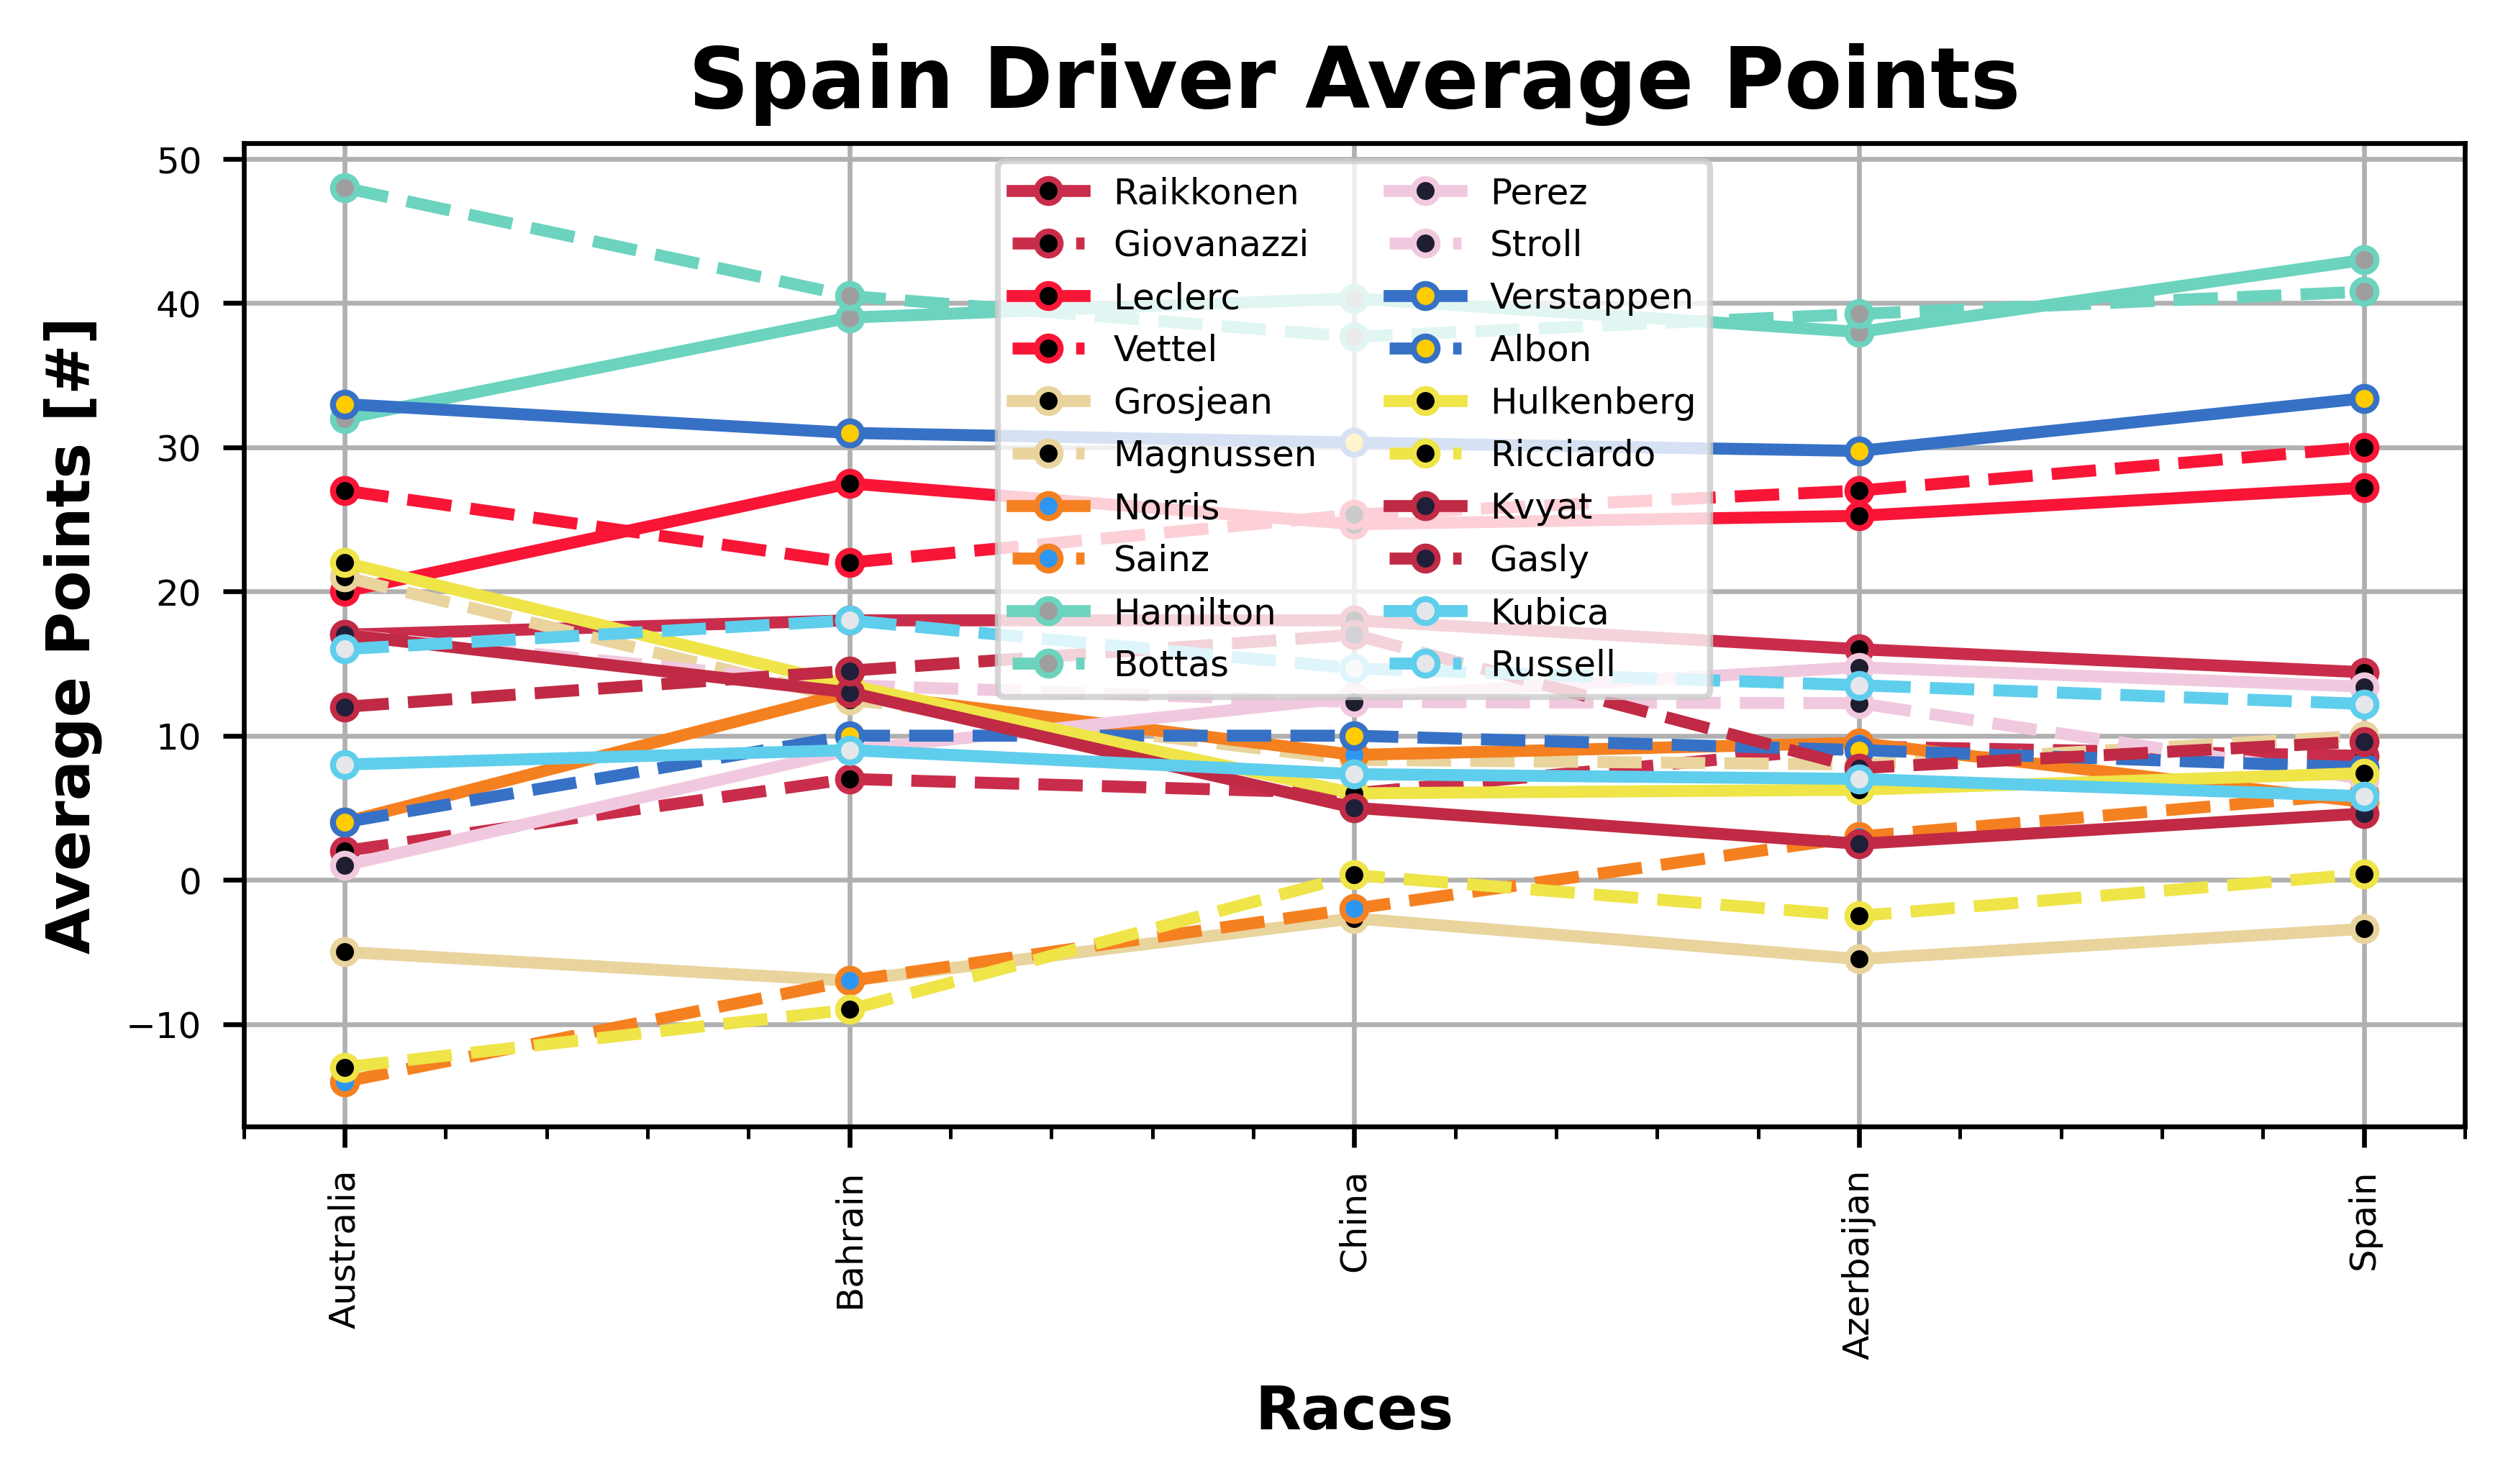 Spain Driver Average Points
Average Points [#]
50
40
30
20
10
0
−10
Raikkonen
Giovanazzi
Leclerc
Vettel
Grosjean
Magnussen
Norris
Sainz
Hamilton
Bottas
Perez
Stroll
Verstappen
Albon
Hulkenberg
Ricciardo
Kvyat
Gasly
Kubica
Russell
Australia
Bahrain
China
Azerbaijan
Spain
Races